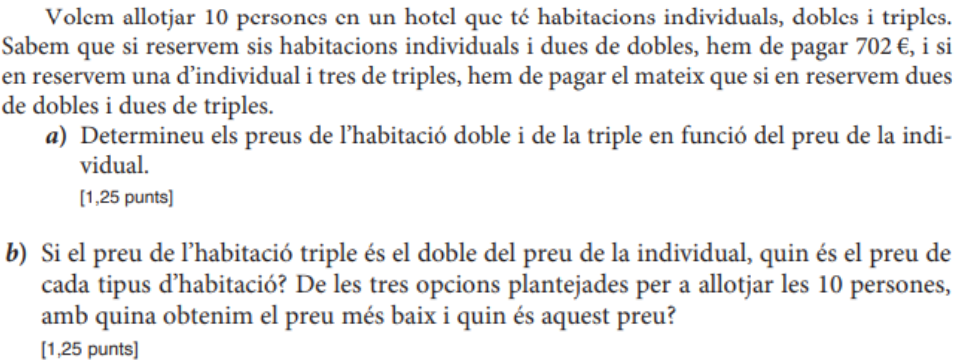 Volem allotjar 10 persones en un hotel que té habitacions individuals, dobles i triples.
Sabem que si reservem sis habitacions individuals i dues de dobles, hem de pagar 702 €, i si
en reservem una d’individual i tres de triples, hem de pagar el mateix que si en reservem dues
de dobles i dues de triples.
a) Determineu els preus de l’habitació doble i de la triple en funció del preu de la indi-
vidual.
[1,25 punts]
b) Si el preu de l’habitació triple és el doble del preu de la individual, quin és el preu de
cada tipus d’habitació? De les tres opcions plantejades per a allotjar les 10 persones,
amb quina obtenim el preu més baix i quin és aquest preu?
[1,25 punts]